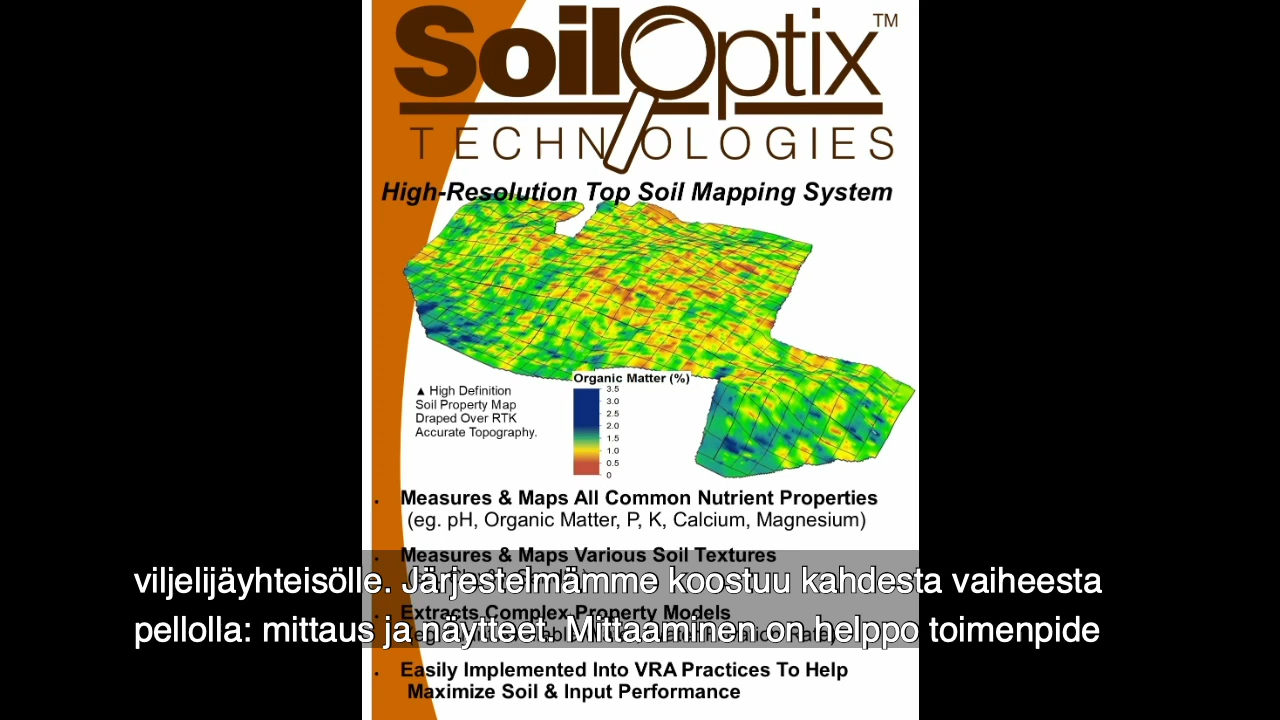 SoilOptix™
TECHNOLOGIES
High-Resolution Top Soil Mapping System
Organic Matter (%)
3.5
3.0
2.5
2.0
1.5
1.0
0.5
0
▲ High Definition
Soil Property Map
Draped Over RTK
Accurate Topography.
• Measures & Maps All Common Nutrient Properties
(eg. pH, Organic Matter, P, K, Calcium, Magnesium)
• Measures & Maps Various Soil Textures
• Extracts Complex Property Models
• Easily Implemented Into VRA Practices To Help
Maximize Soil & Input Performance
viljelijäyhteisölle. Järjestelmämme koostuu kahdesta vaiheesta
pellolla: mittaus ja näytteet. Mittaaminen on helppo toimenpide